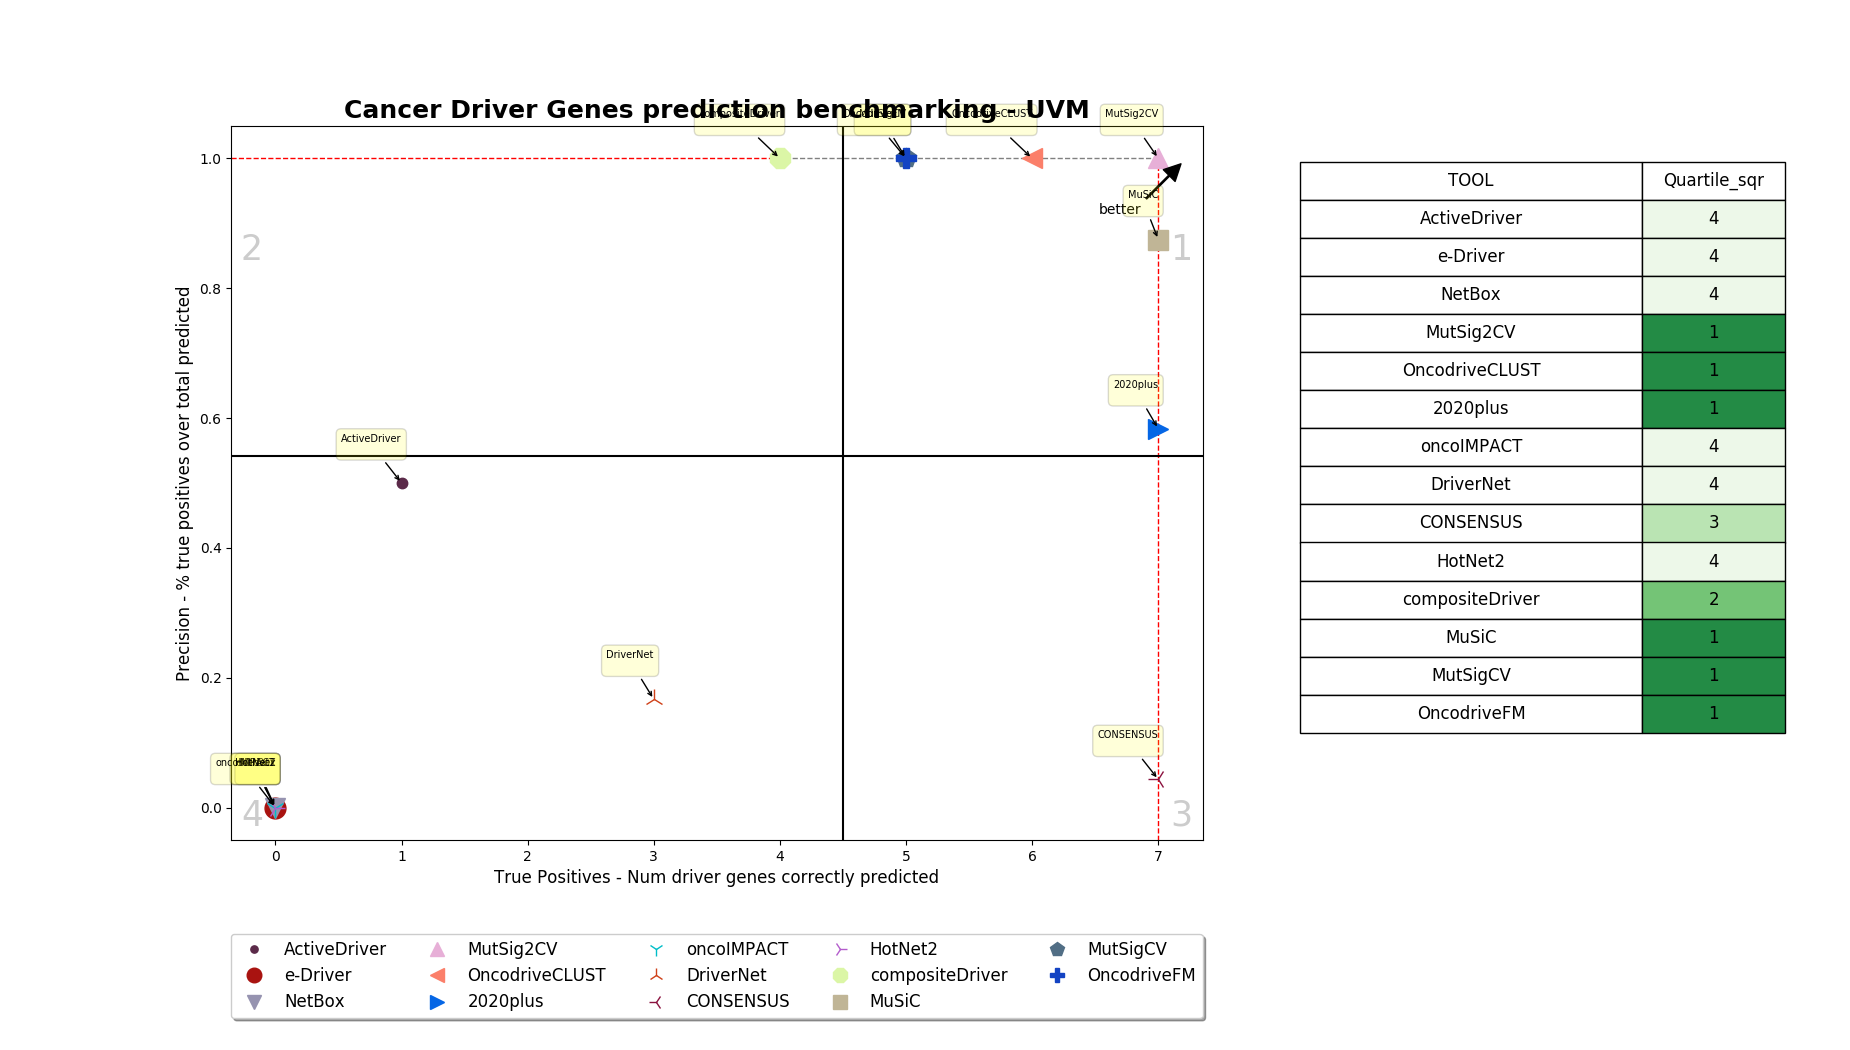 Cancer Driver Genes prediction benchmarking - UVM
compositeDriver
OncodriveCLUST
MutSig2CV
MuSiC
better
2
1
2020plus
ActiveDriver
DriverNet
CONSENSUS
4
3
1.0
0.8
0.6
0.4
0.2
0.0
Precision - % true positives over total predicted
0 1 2 3 4 5 6 7
True Positives - Num driver genes correctly predicted
ActiveDriver MutSig2CV oncoIMPACT HotNet2 MutSigCV
e-Driver OncodriveCLUST DriverNet compositeDriver OncodriveFM
NetBox 2020plus CONSENSUS MuSiC
TOOL Quartile_sqr
ActiveDriver 4
e-Driver 4
NetBox 4
MutSig2CV 1
OncodriveCLUST 1
2020plus 1
oncoIMPACT 4
DriverNet 4
CONSENSUS 3
HotNet2 4
compositeDriver 2
MuSiC 1
MutSigCV 1
OncodriveFM 1